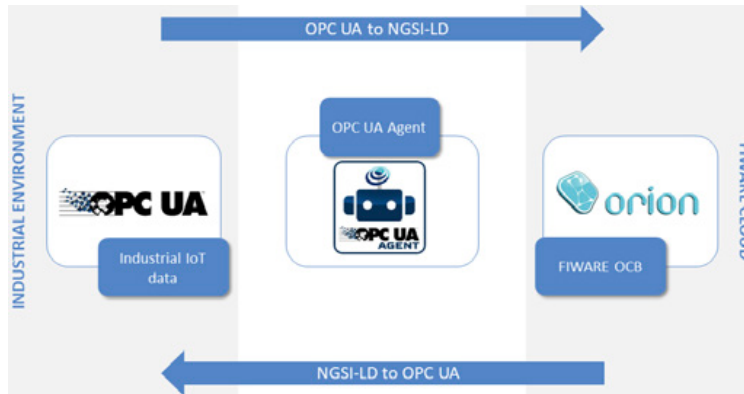 OPC UA to NGSI-LD
INDUSTRIAL ENVIRONMENT
OPC UA
Industrial IoT
data
OPC UA Agent
OPC UA
AGENT
orion
FIWARE OCB
NGSI-LD to OPC UA